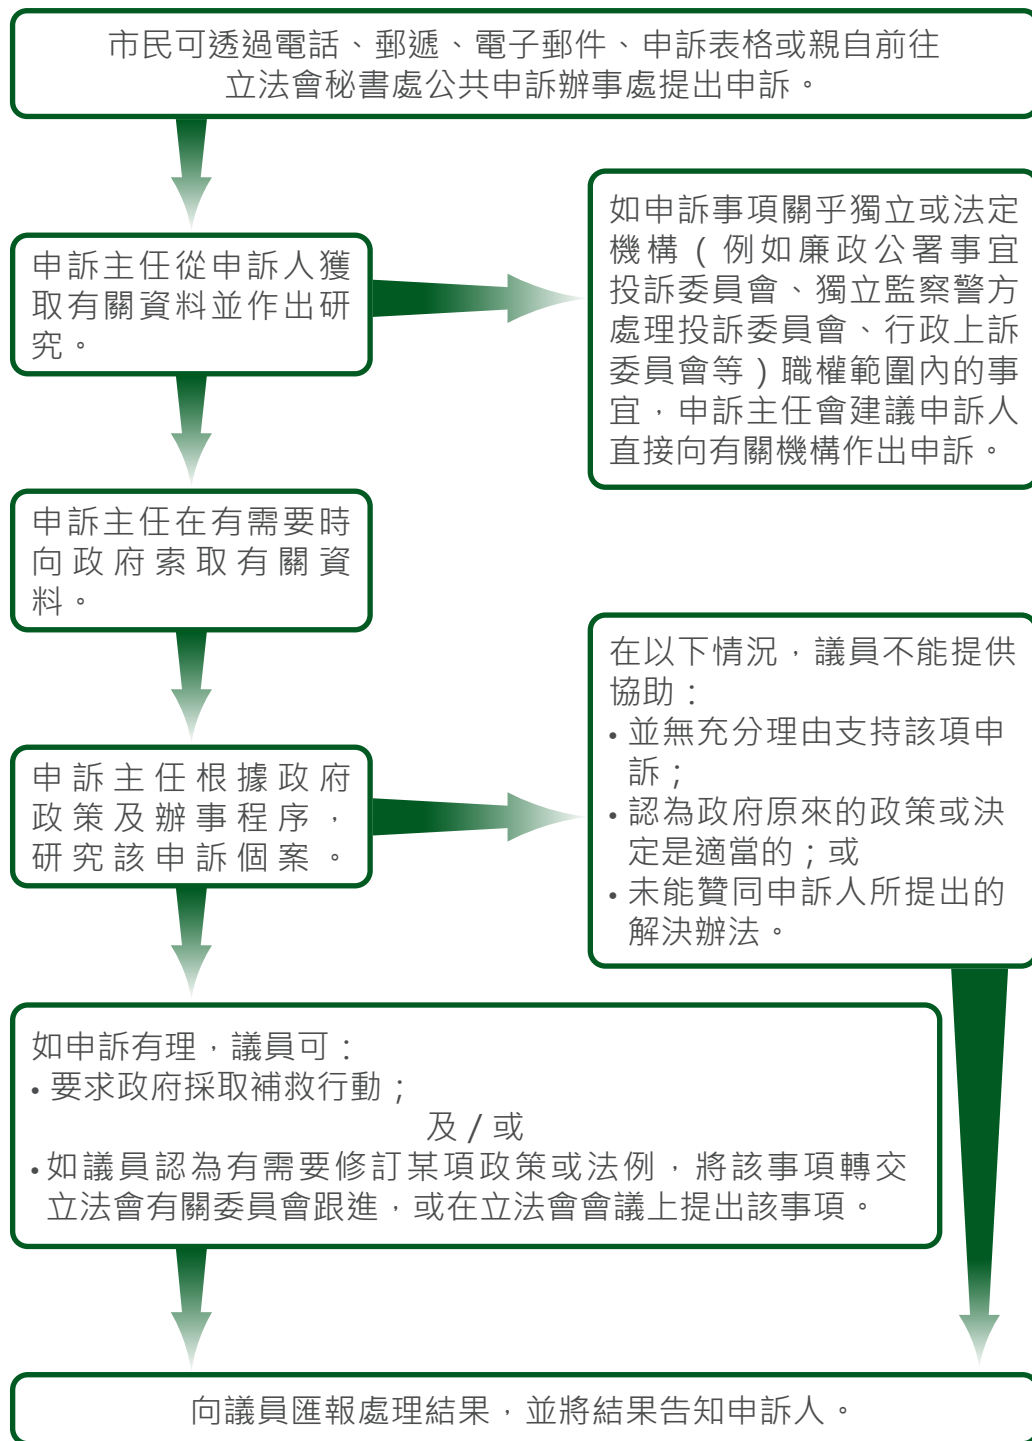 市民可透過電話、郵遞、電子郵件、申訴表格或親自前往
立法會秘書處公共申訴辦事處提出申訴。
申訴主任從申訴人獲
取有關資料並作出研
究。
如申訴事項關乎獨立或法定
機構(例如廉政公署事宜
投訴委員會、獨立監察警方
處理投訴委員會、行政上訴
委員會等)職權範圍內的事
宜，申訴主任會建議申訴人
直接向有關機構作出申訴。
申訴主任在有需要時
向政府索取有關資
料。
申訴主任根據政府
政策及辦事程序，
研究該申訴個案。
在以下情況，議員不能提供
協助：
• 並無充分理由支持該項申
訴；
• 認為政府原來的政策或決
定是適當的；或
• 未能贊同申訴人所提出的
解決辦法。
如申訴有理，議員可：
• 要求政府採取補救行動；
及/或
• 如議員認為有需要修訂某項政策或法例，將該事項轉交
立法會有關委員會跟進，或在立法會會議上提出該事項。
向議員匯報處理結果，並將結果告知申訴人。